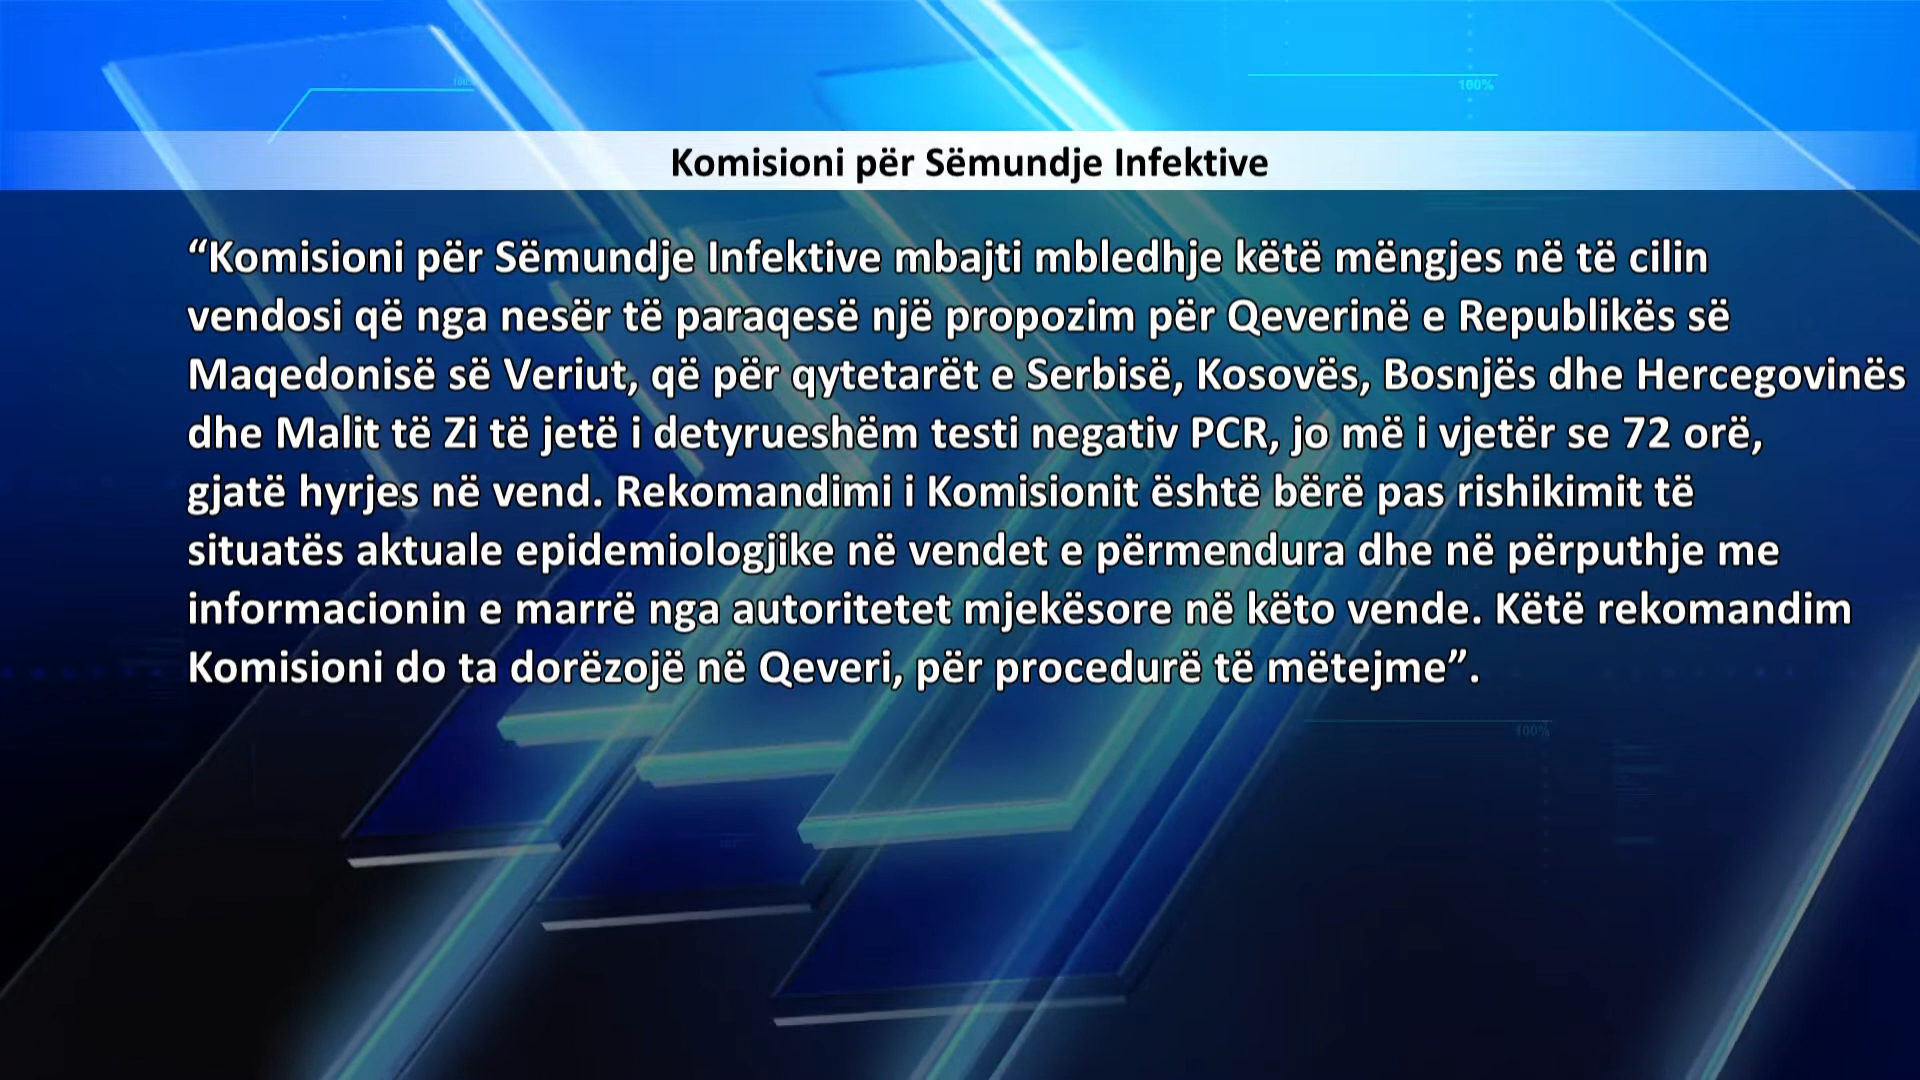 100%
100%
Komisioni për Sëmundje Infektive
“Komisioni për Sëmundje Infektive mbajti mbledhje këtë mëngjes në të cilin
vendosi që nga nesër të paraqesë një propozim për Qeverinë e Republikës së
Maqedonisë së Veriut, që për qytetarët e Serbisë, Kosovës, Bosnjës dhe Hercegovinës
dhe Malit të Zi të jetë i detyrueshëm testi negativ PCR, jo më i vjetër se 72 orë,
gjatë hyrjes në vend. Rekomandimi i Komisionit është bërë pas rishikimit të
situatës aktuale epidemiologjike në vendet e përmendura dhe në përputhje me
informacionin e marrë nga autoritetet mjekësore në këto vende. Këtë rekomandim
Komisioni do ta dorëzojë në Qeveri, për procedurë të mëtejme”.
100%